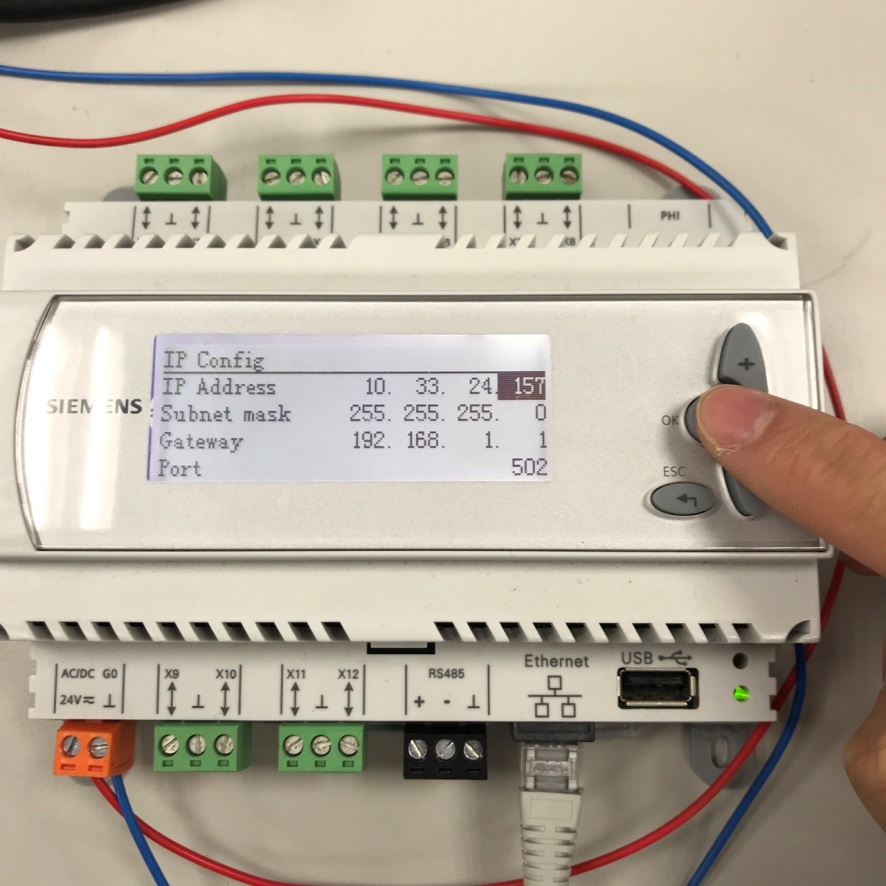 PHI
IP Config
IP Address 10. 33. 24. 157
SIEMENS
Subnet mask 255. 255. 255. 0
Gateway 192. 168. 1. 1
Port 502
+
OK
ESC
Ethernet
USB
AC/DC G0
24V
X9 X10
X11 X12
RS485
+ -